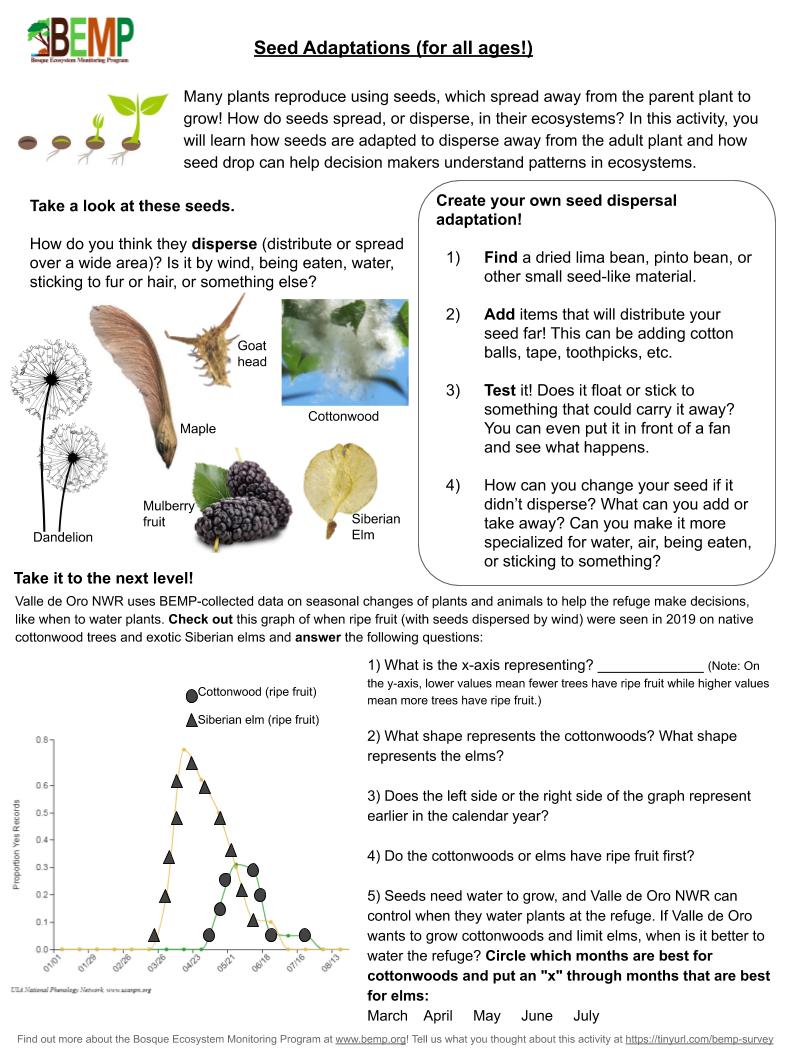 BEMP
Bosque Ecosystem Monitoring Program
Seed Adaptations (for all ages!)
Many plants reproduce using seeds, which spread away from the parent plant to
grow! How do seeds spread, or disperse, in their ecosystems? In this activity, you
will learn how seeds are adapted to disperse away from the adult plant and how
seed drop can help decision makers understand patterns in ecosystems.
Take a look at these seeds.
How do you think they disperse (distribute or spread
over a wide area)? Is it by wind, being eaten, water,
sticking to fur or hair, or something else?
Goat
head
Cottonwood
Maple
Mulberry
fruit
Siberian
Elm
Dandelion
Create your own seed dispersal
adaptation!
1) Find a dried lima bean, pinto bean, or
other small seed-like material.
2) Add items that will distribute your
seed far! This can be adding cotton
balls, tape, toothpicks, etc.
3) Test it! Does it float or stick to
something that could carry it away?
You can even put it in front of a fan
and see what happens.
4) How can you change your seed if it
didn't disperse? What can you add or
take away? Can you make it more
specialized for water, air, being eaten,
or sticking to something?
Take it to the next level!
Valle de Oro NWR uses BEMP-collected data on seasonal changes of plants and animals to help the refuge make decisions,
like when to water plants. Check out this graph of when ripe fruit (with seeds dispersed by wind) were seen in 2019 on native
cottonwood trees and exotic Siberian elms and answer the following questions:
Cottonwood (ripe fruit)
Siberian elm (ripe fruit)
Proportion Yes Records
0.8
0.6
0.5
0.4
0.3
0.2
0.1
0.0
01/01 01/29 02/26 03/26 04/23 05/21 06/18 07/16 08/13
USA National Phenology Network, www.usanpn.org
1) What is the x-axis representing? _____________ (Note: On
the y-axis, lower values mean fewer trees have ripe fruit while higher values
mean more trees have ripe fruit.)
2) What shape represents the cottonwoods? What shape
represents the elms?
3) Does the left side or the right side of the graph represent
earlier in the calendar year?
4) Do the cottonwoods or elms have ripe fruit first?
5) Seeds need water to grow, and Valle de Oro NWR can
control when they water plants at the refuge. If Valle de Oro
wants to grow cottonwoods and limit elms, when is it better to
water the refuge? Circle which months are best for
cottonwoods and put an "x" through months that are best
for elms:
March April May June July
Find out more about the Bosque Ecosystem Monitoring Program at www.bemp.org! Tell us what you thought about this activity at https://tinyurl.com/bemp-survey